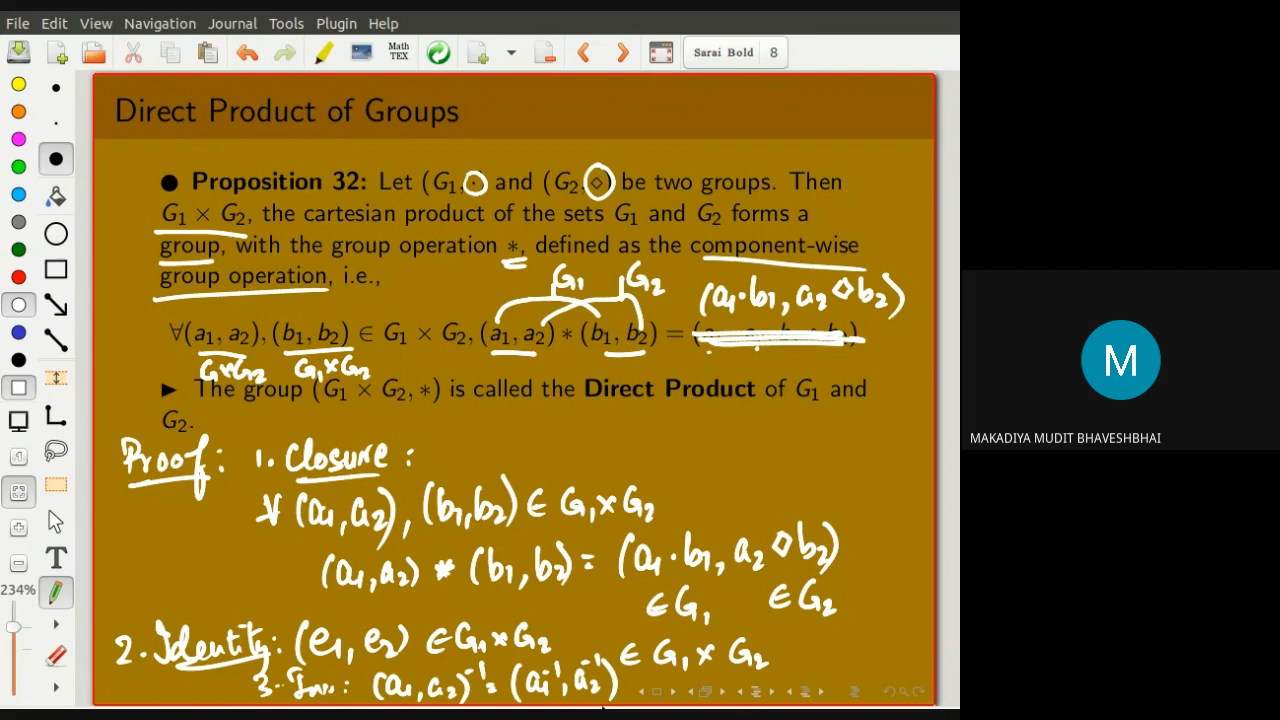 File Edit View Navigation Journal Tools Plugin Help
Math TEX
Sarai Bold 8
Direct Product of Groups
● Proposition 32: Let (G₁, ·) and (G₂, ⋄) be two groups. Then
G₁ × G₂, the cartesian product of the sets G₁ and G₂ forms a
group, with the group operation ∗, defined as the component-wise
group operation, i.e.,
G₁ G₂
(a₁·b₁, a₂ ⋄ b₂)
∀(a₁, a₂), (b₁, b₂) ∈ G₁ × G₂, (a₁, a₂) ∗ (b₁, b₂) =
G₁×G₂ G₁×G₂
► The group (G₁ × G₂, ∗) is called the Direct Product of G₁ and
G₂.
Proof: 1. Closure:
∀ (a₁, a₂), (b₁, b₂) ∈ G₁ × G₂
(a₁, a₂) * (b₁, b₂) = (a₁·b₁, a₂ ⋄ b₂)
∈ G₁ ∈ G₂
∈ G₁ × G₂
2. Identity: (e₁, e₂) ∈ G₁ × G₂
3. Inv: (a₁, a₂)⁻¹ = (a₁⁻¹, a₂⁻¹)
234%
M
MAKADIYA MUDIT BHAVESHBHAI